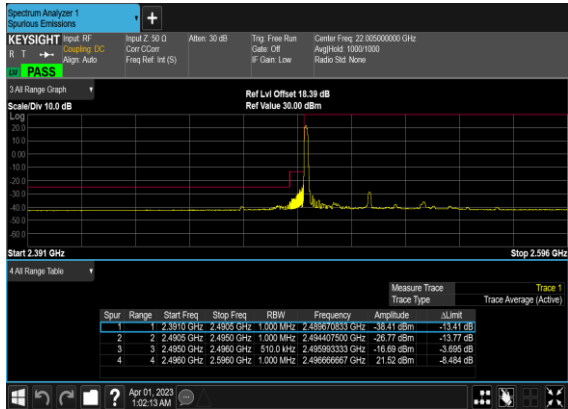 Spectrum Analyzer 1
Spurious Emissions
KEYSIGHT Input: RF Input Z: 50 Ω Atten: 30 dB Trig: Free Run Center Freq: 22.005000000 GHz
R T Coupling: DC Corr CCorr Gate: Off Avg|Hold: 1000/1000
Align: Auto Freq Ref: Int (S) IF Gain: Low Radio Std: None
LU PASS
3 All Range Graph Ref Lvl Offset 18.39 dB
Scale/Div 10.0 dB Ref Value 30.00 dBm
Log
20.0
10.0
0.00
-10.0
-20.0
-30.0
-40.0
-50.0
-60.0
Start 2.391 GHz Stop 2.596 GHz
4 All Range Table
Measure Trace Trace 1
Trace Type Trace Average (Active)
Spur Range Start Freq Stop Freq RBW Frequency Amplitude ΔLimit
1 1 2.3910 GHz 2.4905 GHz 1.000 MHz 2.489670833 GHz -38.41 dBm -13.41 dB
2 2 2.4905 GHz 2.4950 GHz 1.000 MHz 2.494407500 GHz -26.77 dBm -13.77 dB
3 3 2.4950 GHz 2.4960 GHz 510.0 kHz 2.495993333 GHz -16.69 dBm -3.695 dB
4 4 2.4960 GHz 2.5960 GHz 1.000 MHz 2.496666667 GHz 21.52 dBm -8.484 dB
Apr 01, 2023
1:02:13 AM